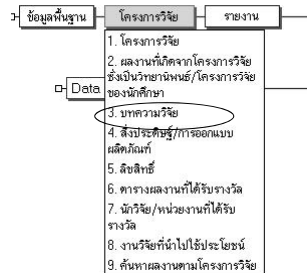 ข้อมูลพื้นฐาน
โครงการวิจัย
รายงาน
Data
1. โครงการวิจัย
2. ผลงานที่เกิดจากโครงการวิจัย
ซึ่งเป็นวิทยานิพนธ์/โครงการวิจัย
ของนักศึกษา
3. บทความวิจัย
4. สิ่งประดิษฐ์/การออกแบบ
ผลิตภัณฑ์
5. ลิขสิทธิ์
6. ตารางผลงานที่ได้รับรางวัล
7. นักวิจัย/หน่วยงานที่ได้รับ
รางวัล
8. งานวิจัยที่นำไปใช้ประโยชน์
9. ค้นหาผลงานตามโครงการวิจัย